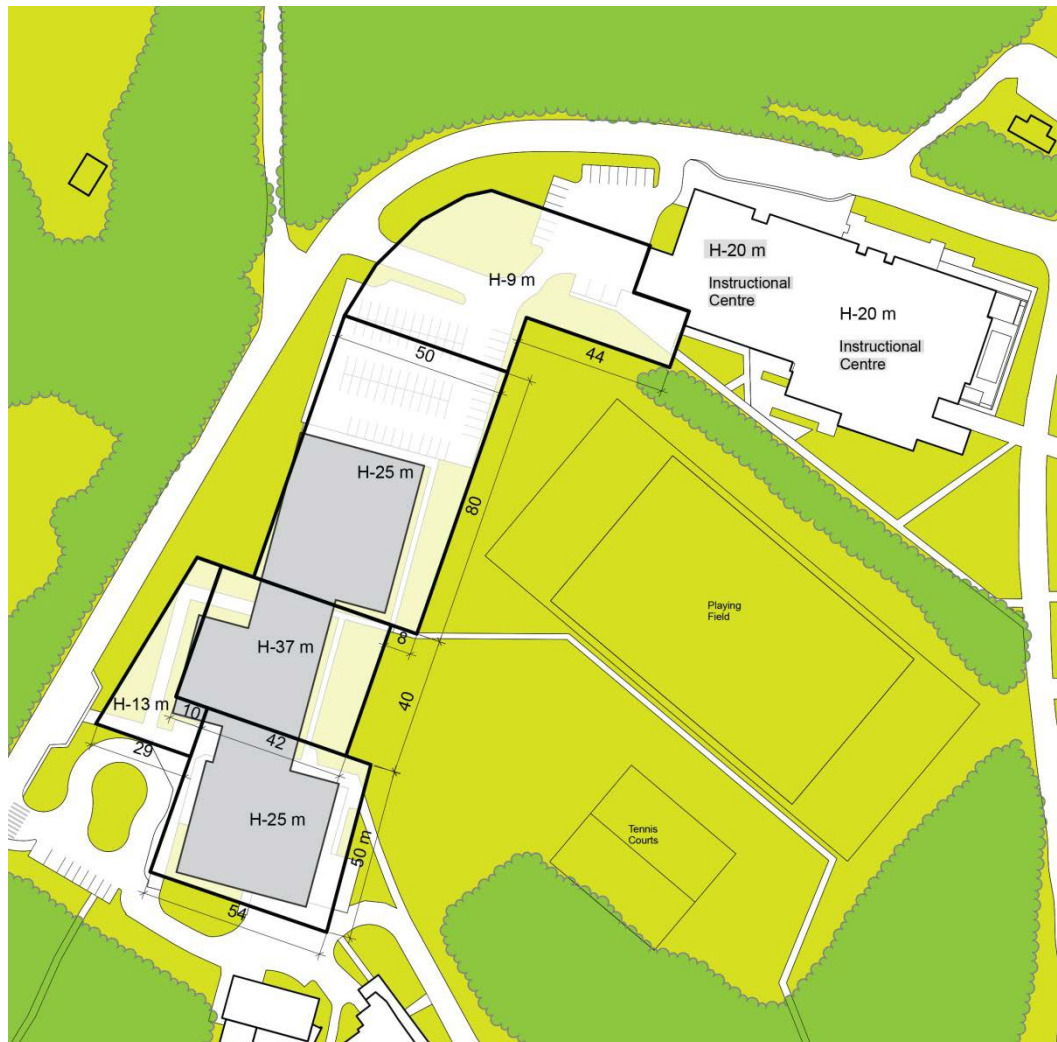 H-20 m
Instructional
Centre
H-20 m
Instructional
Centre
H-9 m
50
44
H-25 m
80
Playing
Field
8
H-37 m
H-13 m
10
42
40
29
H-25 m
50 m
Tennis
Courts
54